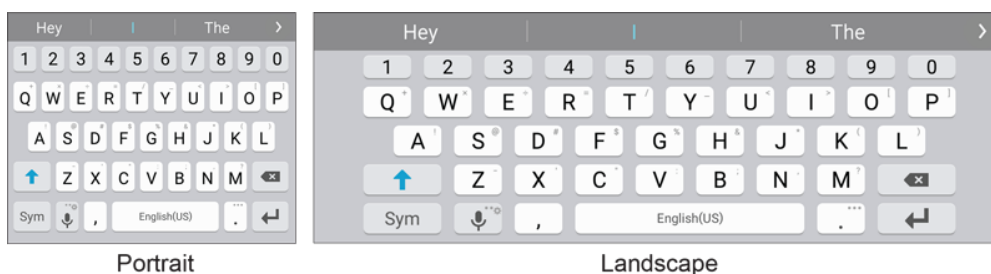 Hey I The >
1 2 3 4 5 6 7 8 9 0
Q W E R T Y U I O P
A S D F G H J K L
Z X C V B N M
Sym , English(US) .
Portrait
Hey I The >
1 2 3 4 5 6 7 8 9 0
Q W E R T Y U I O P
A S D F G H J K L
Z X C V B N M
Sym , English(US) .
Landscape